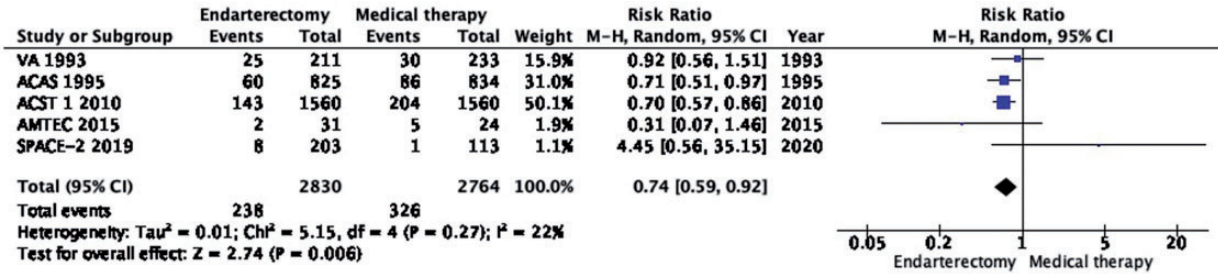 Endarterectomy Medical therapy Risk Ratio Risk Ratio
Study or Subgroup Events Total Events Total Weight M-H, Random, 95% CI Year M-H, Random, 95% CI
VA 1993 25 211 30 233 15.9% 0.92 [0.56, 1.51] 1993
ACAS 1995 60 825 86 834 31.0% 0.71 [0.51, 0.97] 1995
ACST 1 2010 143 1560 204 1560 50.1% 0.70 [0.57, 0.86] 2010
AMTEC 2015 2 31 5 24 1.9% 0.31 [0.07, 1.46] 2015
SPACE-2 2019 8 203 1 113 1.1% 4.45 [0.56, 35.15] 2020
Total (95% CI) 2830 2764 100.0% 0.74 [0.59, 0.92]
Total events 238 326
Heterogeneity: Tau² = 0.01; Chi² = 5.15, df = 4 (P = 0.27); I² = 22%
Test for overall effect: Z = 2.74 (P = 0.006)
0.05 0.2 1 5 20
Endarterectomy Medical therapy